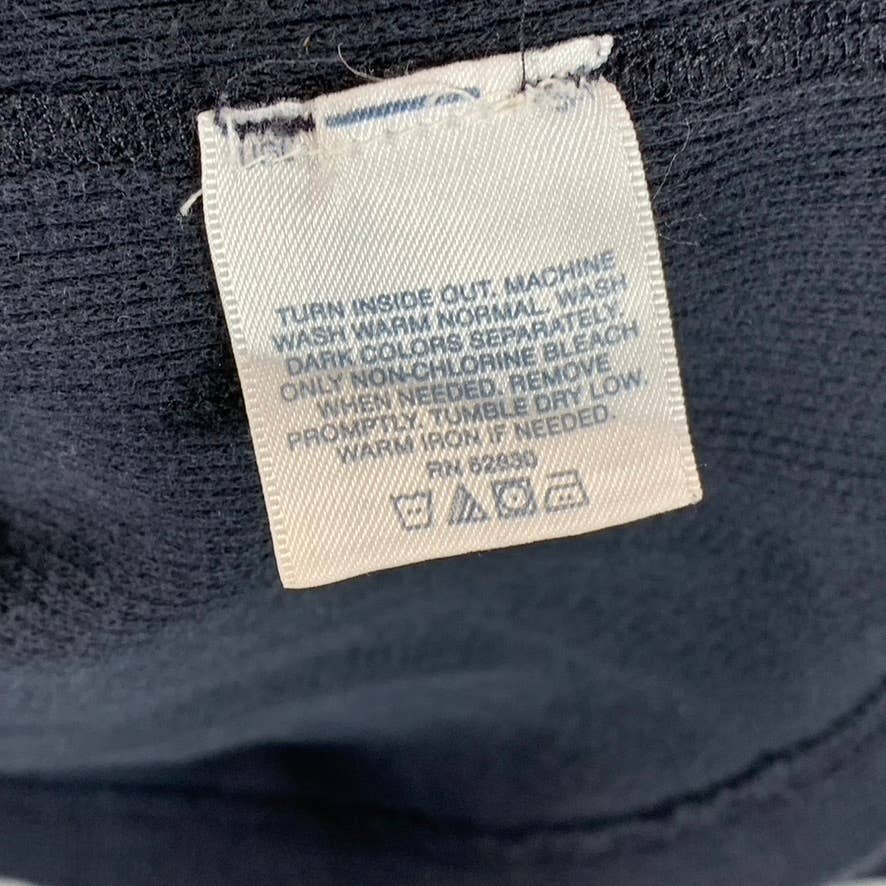 TURN INSIDE OUT. MACHINE
WASH WARM NORMAL. WASH
DARK COLORS SEPARATELY.
ONLY NON-CHLORINE BLEACH
WHEN NEEDED. REMOVE
PROMPTLY. TUMBLE DRY LOW.
WARM IRON IF NEEDED.
RN 62830